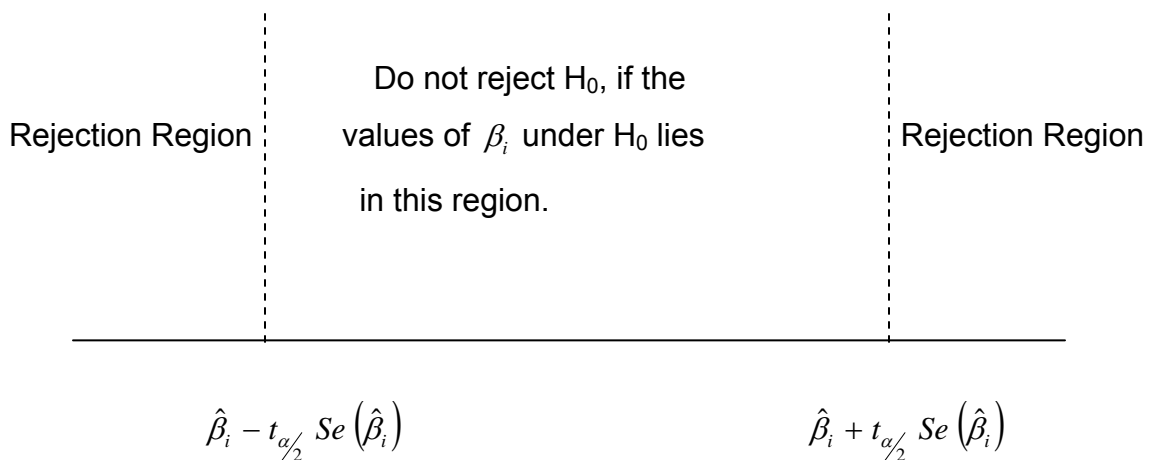 Do not reject H₀, if the
Rejection Region
values of βᵢ under H₀ lies
Rejection Region
in this region.
β̂ᵢ − t_{α/2} Se(β̂ᵢ)
β̂ᵢ + t_{α/2} Se(β̂ᵢ)